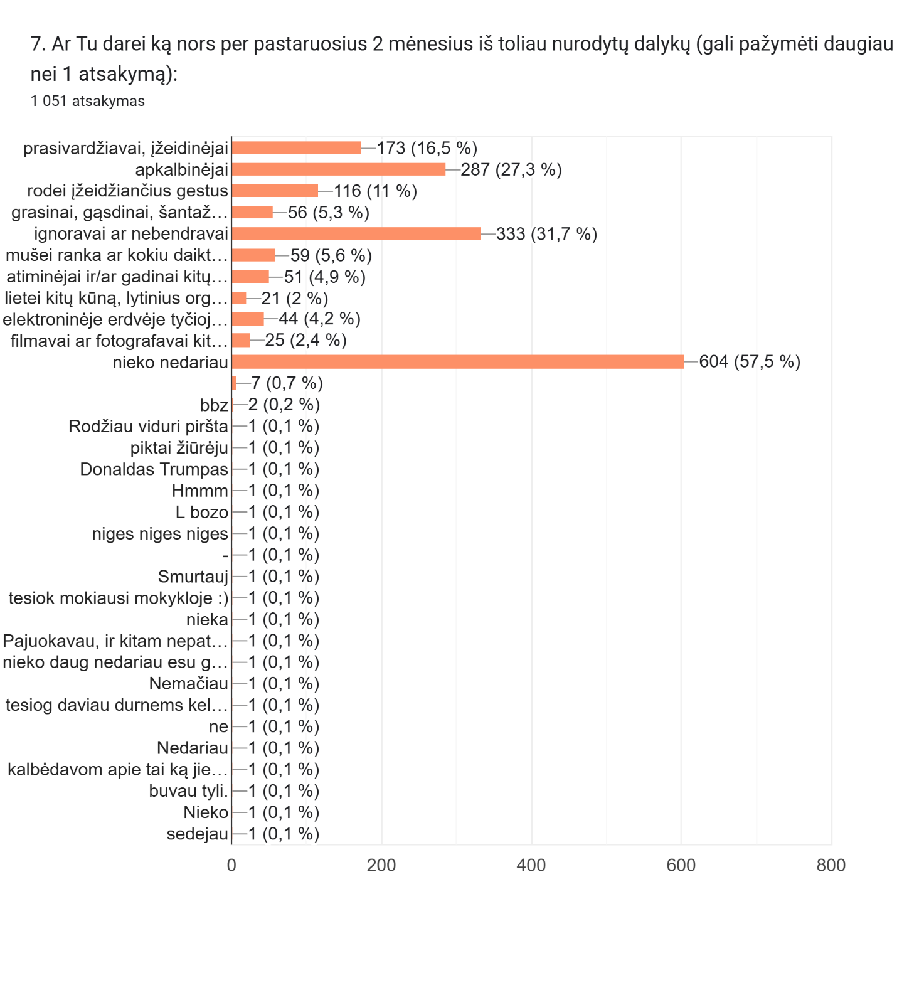 7. Ar Tu darei ką nors per pastaruosius 2 mėnesius iš toliau nurodytų dalykų (gali pažymėti daugiau
nei 1 atsakymą):
1 051 atsakymas
prasivardžiavai, įžeidinėjai 173 (16,5 %)
apkalbinėjai 287 (27,3 %)
rodei įžeidžiančius gestus 116 (11 %)
grasinai, gąsdinai, šantaž… 56 (5,3 %)
ignoravai ar nebendravai 333 (31,7 %)
mušei ranka ar kokiu daikt… 59 (5,6 %)
atiminėjai ir/ar gadinai kitų… 51 (4,9 %)
lietei kitų kūną, lytinius org… 21 (2 %)
elektroninėje erdvėje tyčioj… 44 (4,2 %)
filmavai ar fotografavai kit… 25 (2,4 %)
nieko nedariau 604 (57,5 %)
7 (0,7 %)
bbz 2 (0,2 %)
Rodžiau viduri piršta 1 (0,1 %)
piktai žiūrėju 1 (0,1 %)
Donaldas Trumpas 1 (0,1 %)
Hmmm 1 (0,1 %)
L bozo 1 (0,1 %)
niges niges niges 1 (0,1 %)
- 1 (0,1 %)
Smurtauj 1 (0,1 %)
tesiok mokiausi mokykloje :) 1 (0,1 %)
nieka 1 (0,1 %)
Pajuokavau, ir kitam nepat… 1 (0,1 %)
nieko daug nedariau esu g… 1 (0,1 %)
Nemačiau 1 (0,1 %)
tesiog daviau durnems kel… 1 (0,1 %)
ne 1 (0,1 %)
Nedariau 1 (0,1 %)
kalbėdavom apie tai ką jie… 1 (0,1 %)
buvau tyli. 1 (0,1 %)
Nieko 1 (0,1 %)
sedejau 1 (0,1 %)
0 200 400 600 800